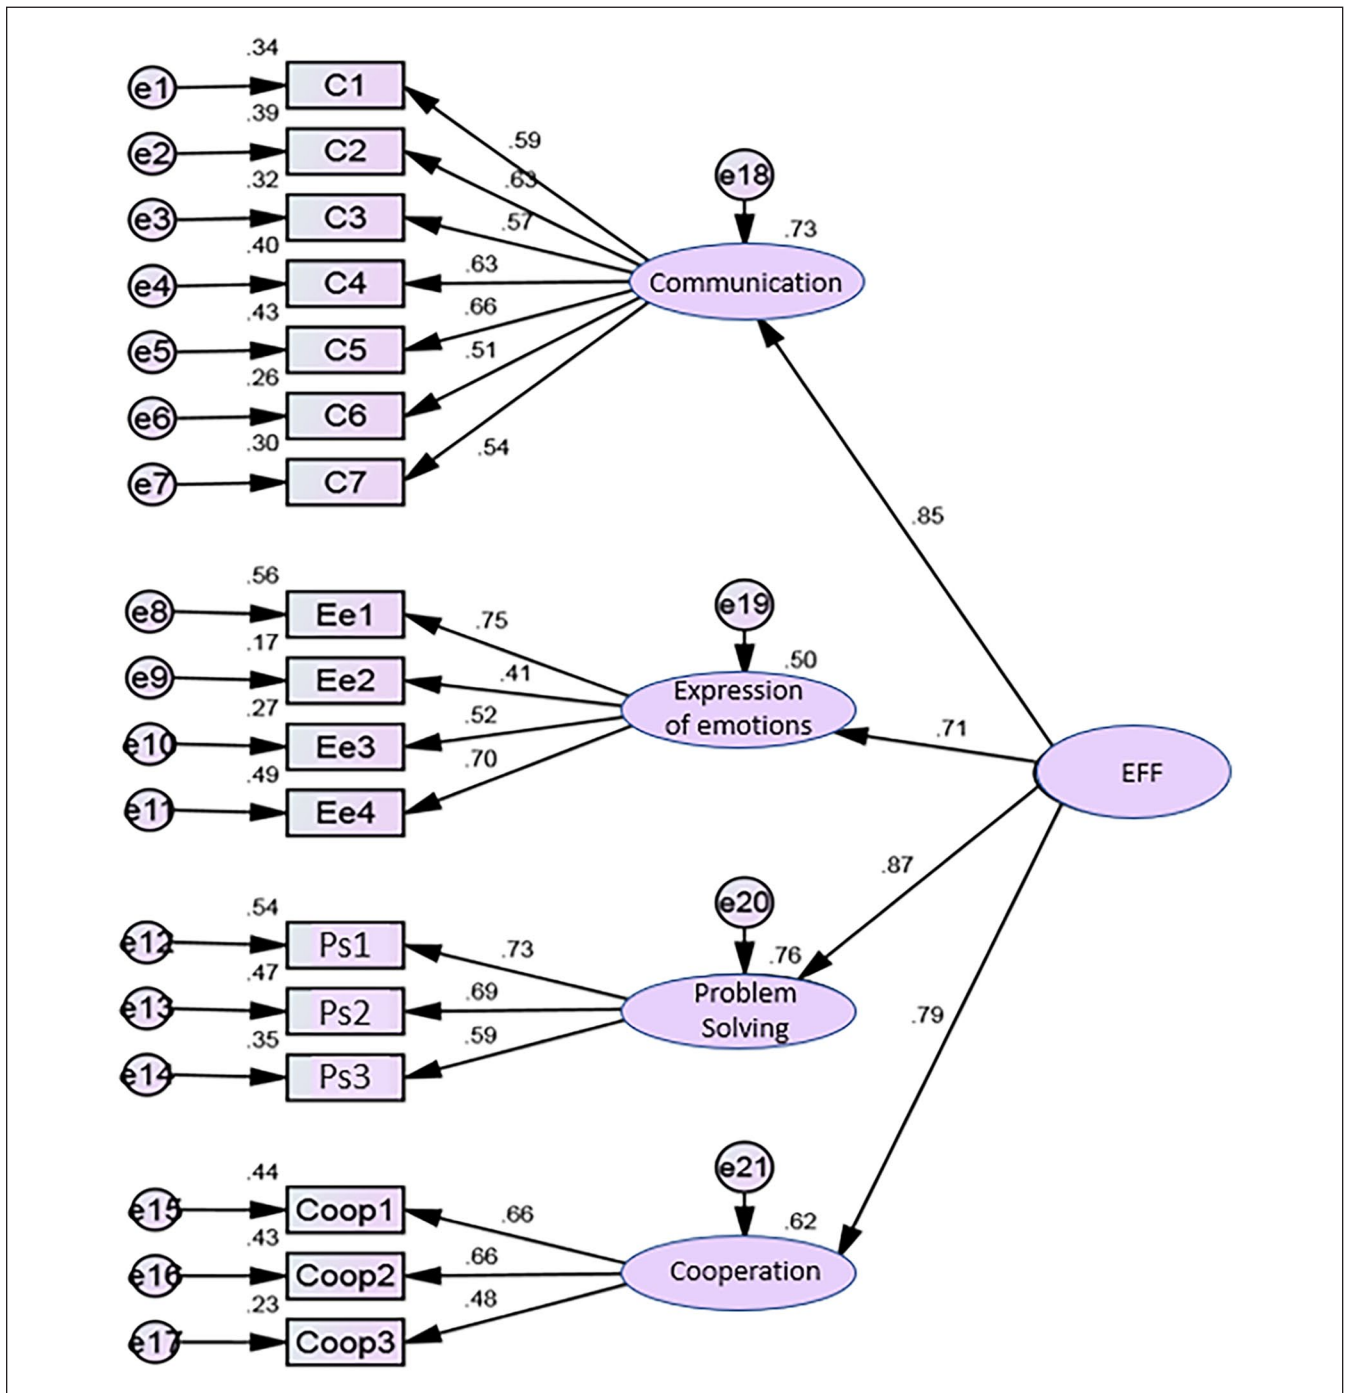 .34
e1 C1
.59
.39
e2 C2
.63
.32
e3 C3
.57
.40
e4 C4
.63
.43
e5 C5
.66
.26
e6 C6
.51
.30
e7 C7
.54
e18
.73
Communication
.85
.56
e8 Ee1
.75
.17
e9 Ee2
.41
.27
e10 Ee3
.52
.49
e11 Ee4
.70
e19
.50
Expression
of emotions
.71
EFF
.87
.54
e12 Ps1
.73
.47
e13 Ps2
.69
.35
e14 Ps3
.59
e20
.76
Problem
Solving
.79
.44
e15 Coop1
.66
.43
e16 Coop2
.66
.23
e17 Coop3
.48
e21
.62
Cooperation